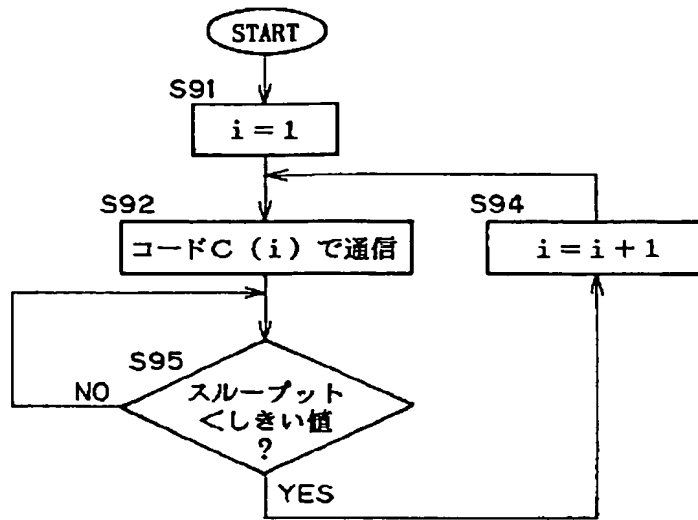 START
S91
i=1
S92
コードC (i) で通信
S94
i=i+1
S95
スループット
<しきい値
?
NO
YES